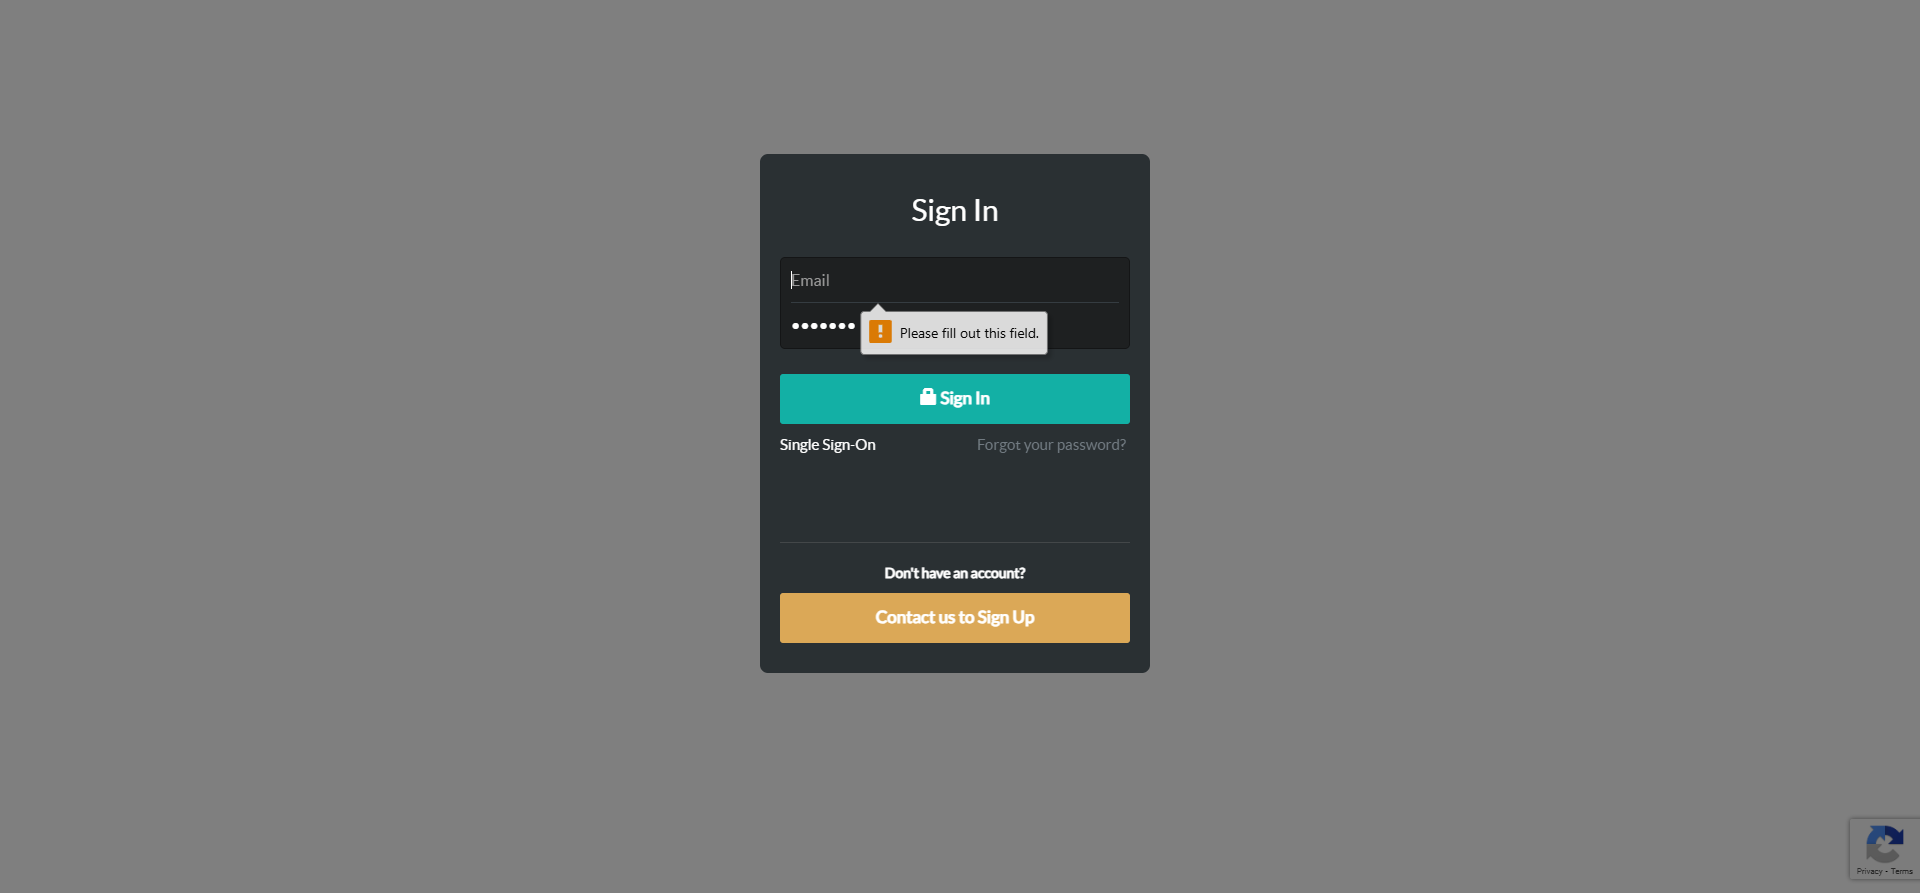 Sign In
Email
•••••••
Please fill out this field.
Sign In
Single Sign-On
Forgot your password?
Don't have an account?
Contact us to Sign Up
Privacy - Terms